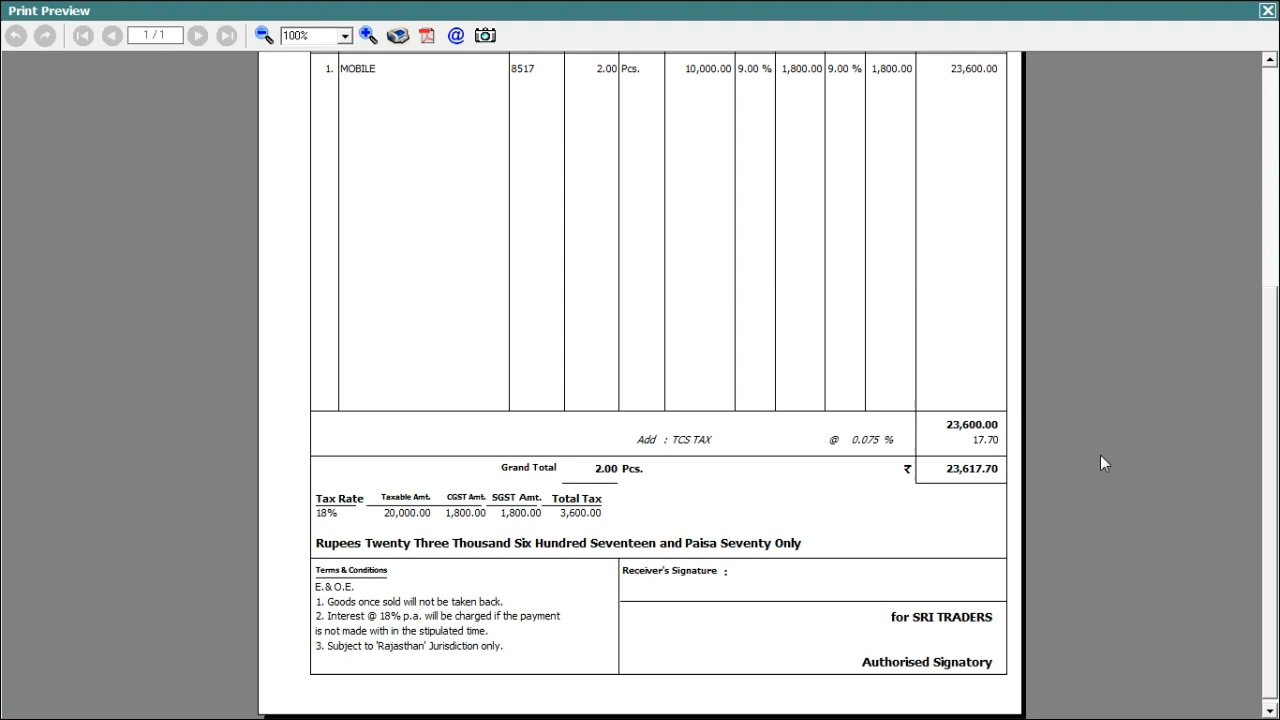 Print Preview
1 / 1
100%
1. MOBILE 8517 2.00 Pcs. 10,000.00 9.00 % 1,800.00 9.00 % 1,800.00 23,600.00
23,600.00
Add : TCS TAX @ 0.075 % 17.70
Grand Total 2.00 Pcs. ₹ 23,617.70
Tax Rate Taxable Amt. CGST Amt. SGST Amt. Total Tax
18% 20,000.00 1,800.00 1,800.00 3,600.00
Rupees Twenty Three Thousand Six Hundred Seventeen and Paisa Seventy Only
Terms & Conditions
E.& O.E.
1. Goods once sold will not be taken back.
2. Interest @ 18% p.a. will be charged if the payment
is not made with in the stipulated time.
3. Subject to 'Rajasthan' Jurisdiction only.
Receiver's Signature :
for SRI TRADERS
Authorised Signatory